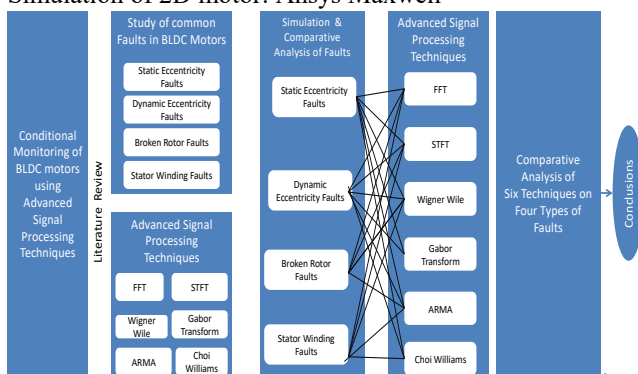 Simulation of 2D motor: Ansys Maxwell
Conditional
Monitoring of
BLDC motors
using
Advanced
Signal
Processing
Techniques
Literature Review
Study of common
Faults in BLDC Motors
Static Eccentricity
Faults
Dynamic Eccentricity
Faults
Broken Rotor Faults
Stator Winding Faults
Advanced Signal
Processing
Techniques
FFT
STFT
Wigner
Wile
Gabor
Transform
ARMA
Choi
Williams
Simulation &
Comparative
Analysis of Faults
Static Eccentricity
Faults
Dynamic
Eccentricity Faults
Broken Rotor
Faults
Stator Winding
Faults
Advanced Signal
Processing
Techniques
FFT
STFT
Wigner Wile
Gabor
Transform
ARMA
Choi Williams
Comparative
Analysis of
Six Techniques on
Four Types of
Faults
Conclusions